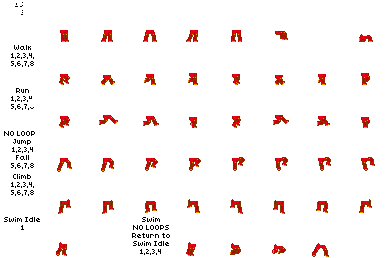 Walk
1,2,3,4,
5,6,7,8
Run
1,2,3,4
5,6,7,8
NO LOOP
Jump
1,2,3,4
Fall
5,6,7,8
Climb
1,2,3,4,
5,6,7,8
Swim Idle
1
Swim
NO LOOPS
Return to
Swim Idle
1,2,3,4